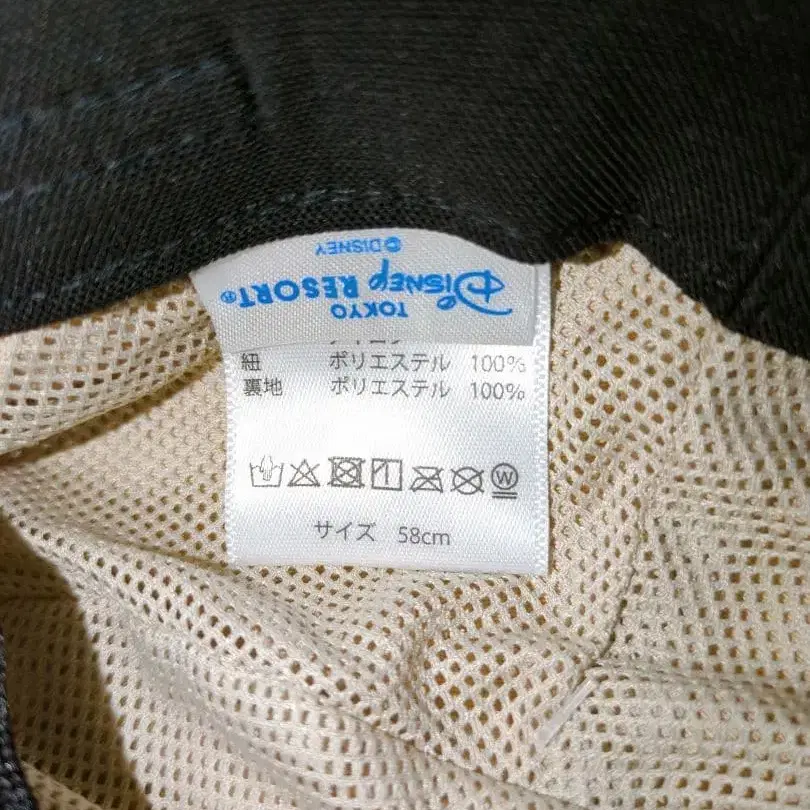 TOKYO
Disney RESORT®
©DISNEY
紐 ポリエステル 100%
裏地 ポリエステル 100%
W
サイズ 58cm